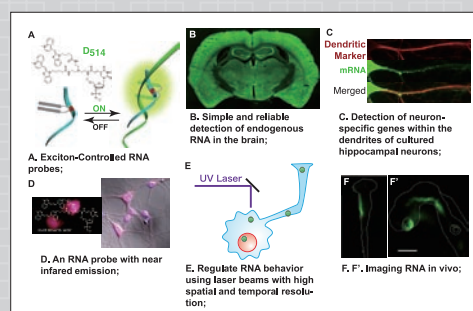 A
D514
ON
OFF
A. Exciton-Controlled RNA
probes;
B
B. Simple and reliable
detection of endogenous
RNA in the brain;
C
Dendritic
Marker
mRNA
Merged
C. Detection of neuron-
specific genes within the
dendrites of cultured
hippocampal neurons;
D
D. An RNA probe with near
infared emission;
E
UV Laser
E. Regulate RNA behavior
using laser beams with high
spatial and temporal resolu-
tion;
F
F'
F. F'. Imaging RNA in vivo;